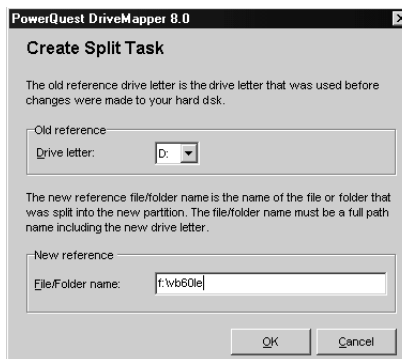 PowerQuest DriveMapper 8.0
Create Split Task
The old reference drive letter is the drive letter that was used before
changes were made to your hard dsk.
Old reference
Drive letter:
D:
The new reference file/folder name is the name of the file or folder that
was split into the new partition. The file/folder name must be a full path
name including the new drive letter.
New reference
File/Folder name:
f:\vb60le
OK
Cancel